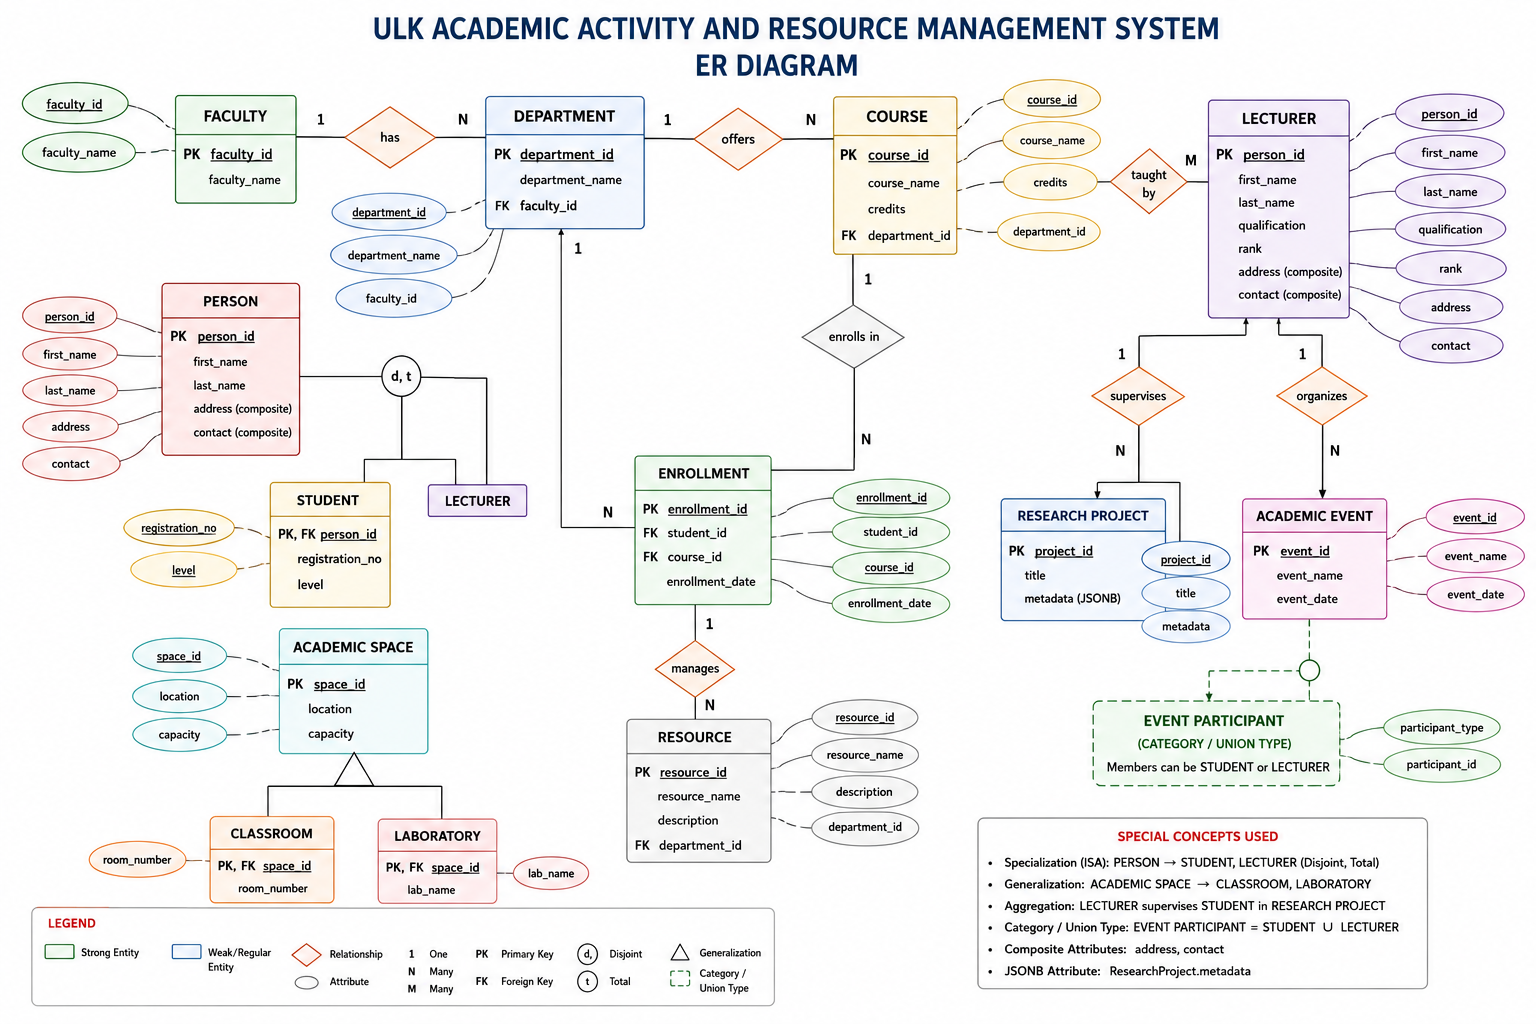 ULK ACADEMIC ACTIVITY AND RESOURCE MANAGEMENT SYSTEM
ER DIAGRAM
faculty_id
faculty_name
FACULTY
PK faculty_id
faculty_name
1
has
N
DEPARTMENT
PK department_id
department_name
FK faculty_id
department_id
department_name
faculty_id
1
1
offers
N
COURSE
PK course_id
course_name
credits
FK department_id
course_id
course_name
credits
department_id
taught
by
M
LECTURER
PK person_id
first_name
last_name
qualification
rank
address (composite)
contact (composite)
person_id
first_name
last_name
qualification
rank
address
contact
person_id
first_name
last_name
address
contact
PERSON
PK person_id
first_name
last_name
address (composite)
contact (composite)
d, t
1
enrolls in
N
1
supervises
N
1
organizes
N
registration_no
level
STUDENT
PK, FK person_id
registration_no
level
LECTURER
N
ENROLLMENT
PK enrollment_id
FK student_id
FK course_id
enrollment_date
enrollment_id
student_id
course_id
enrollment_date
RESEARCH PROJECT
PK project_id
title
metadata (JSONB)
project_id
title
metadata
ACADEMIC EVENT
PK event_id
event_name
event_date
event_id
event_name
event_date
space_id
location
capacity
ACADEMIC SPACE
PK space_id
location
capacity
1
manages
N
RESOURCE
PK resource_id
resource_name
description
FK department_id
resource_id
resource_name
description
department_id
EVENT PARTICIPANT
(CATEGORY / UNION TYPE)
Members can be STUDENT or LECTURER
participant_type
participant_id
room_number
CLASSROOM
PK, FK space_id
room_number
LABORATORY
PK, FK space_id
lab_name
lab_name
SPECIAL CONCEPTS USED
• Specialization (ISA): PERSON → STUDENT, LECTURER (Disjoint, Total)
• Generalization: ACADEMIC SPACE → CLASSROOM, LABORATORY
• Aggregation: LECTURER supervises STUDENT in RESEARCH PROJECT
• Category / Union Type: EVENT PARTICIPANT = STUDENT ∪ LECTURER
• Composite Attributes: address, contact
• JSONB Attribute: ResearchProject.metadata
LEGEND
Strong Entity
Weak/Regular
Entity
Relationship
Attribute
1 One
N Many
M Many
PK Primary Key
FK Foreign Key
d, Disjoint
t Total
Generalization
Category /
Union Type